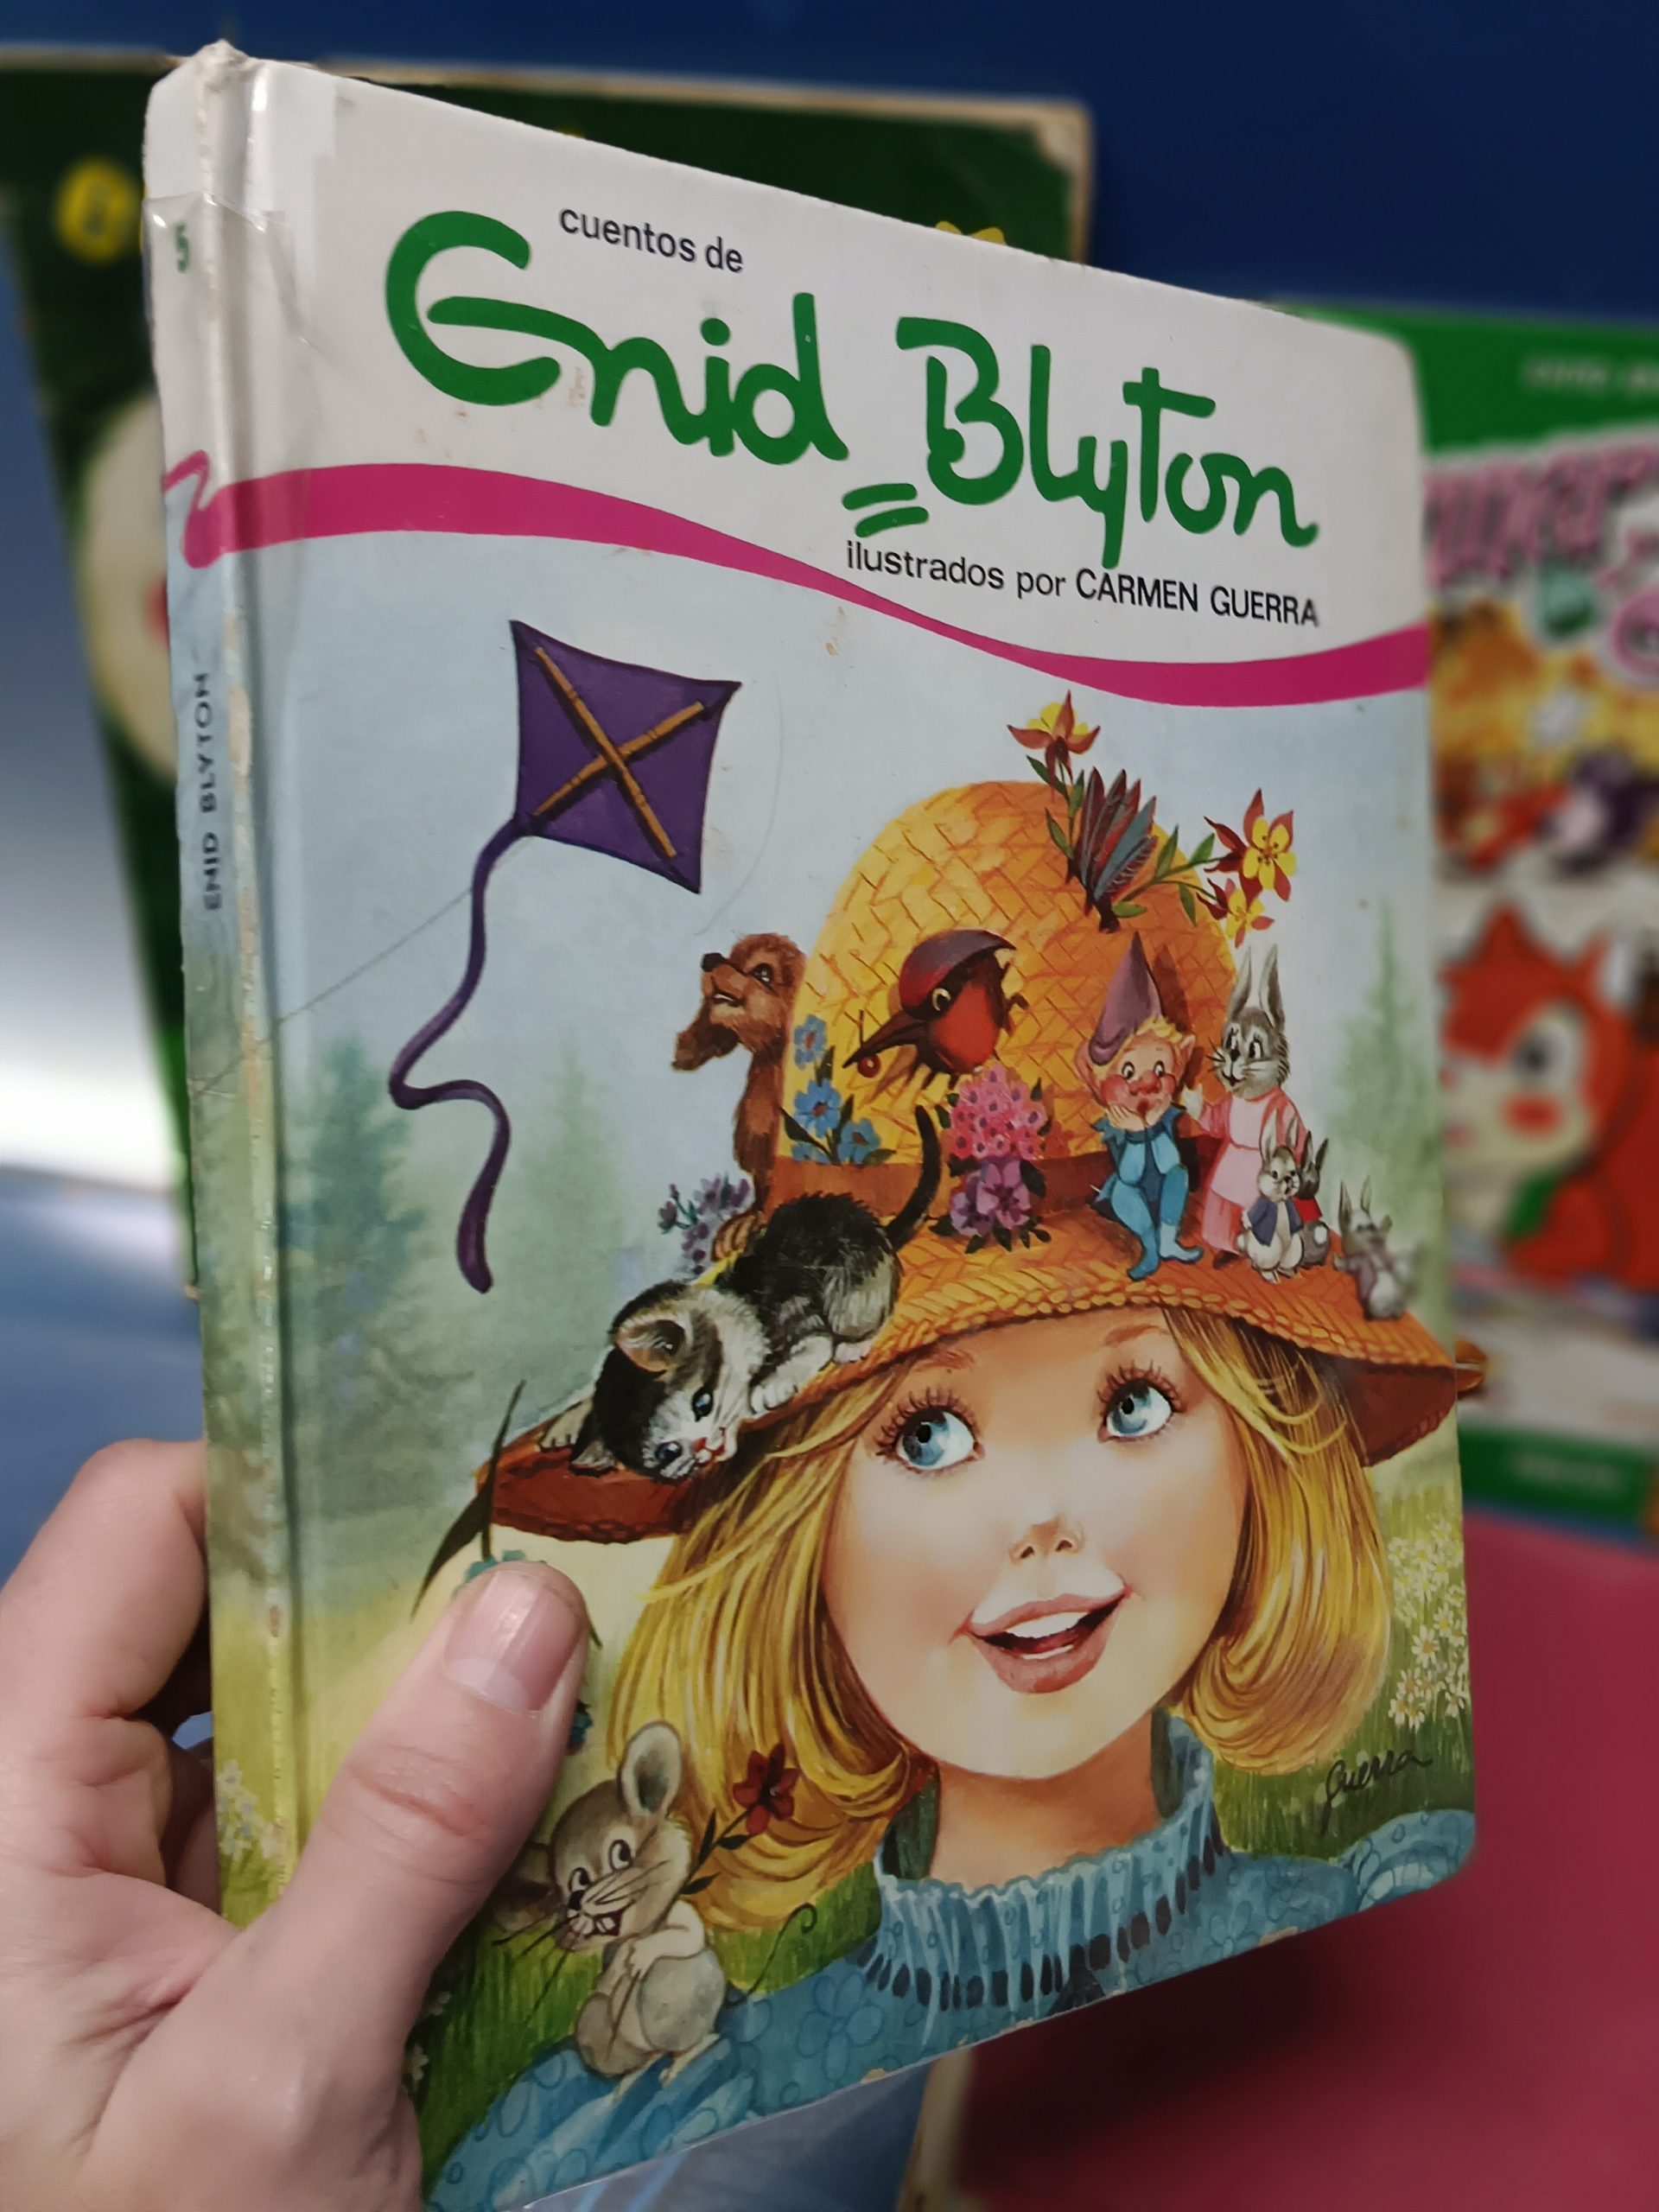 cuentos de
Enid Blyton
ilustrados por CARMEN GUERRA
5
ENID BLYTON
Guerra